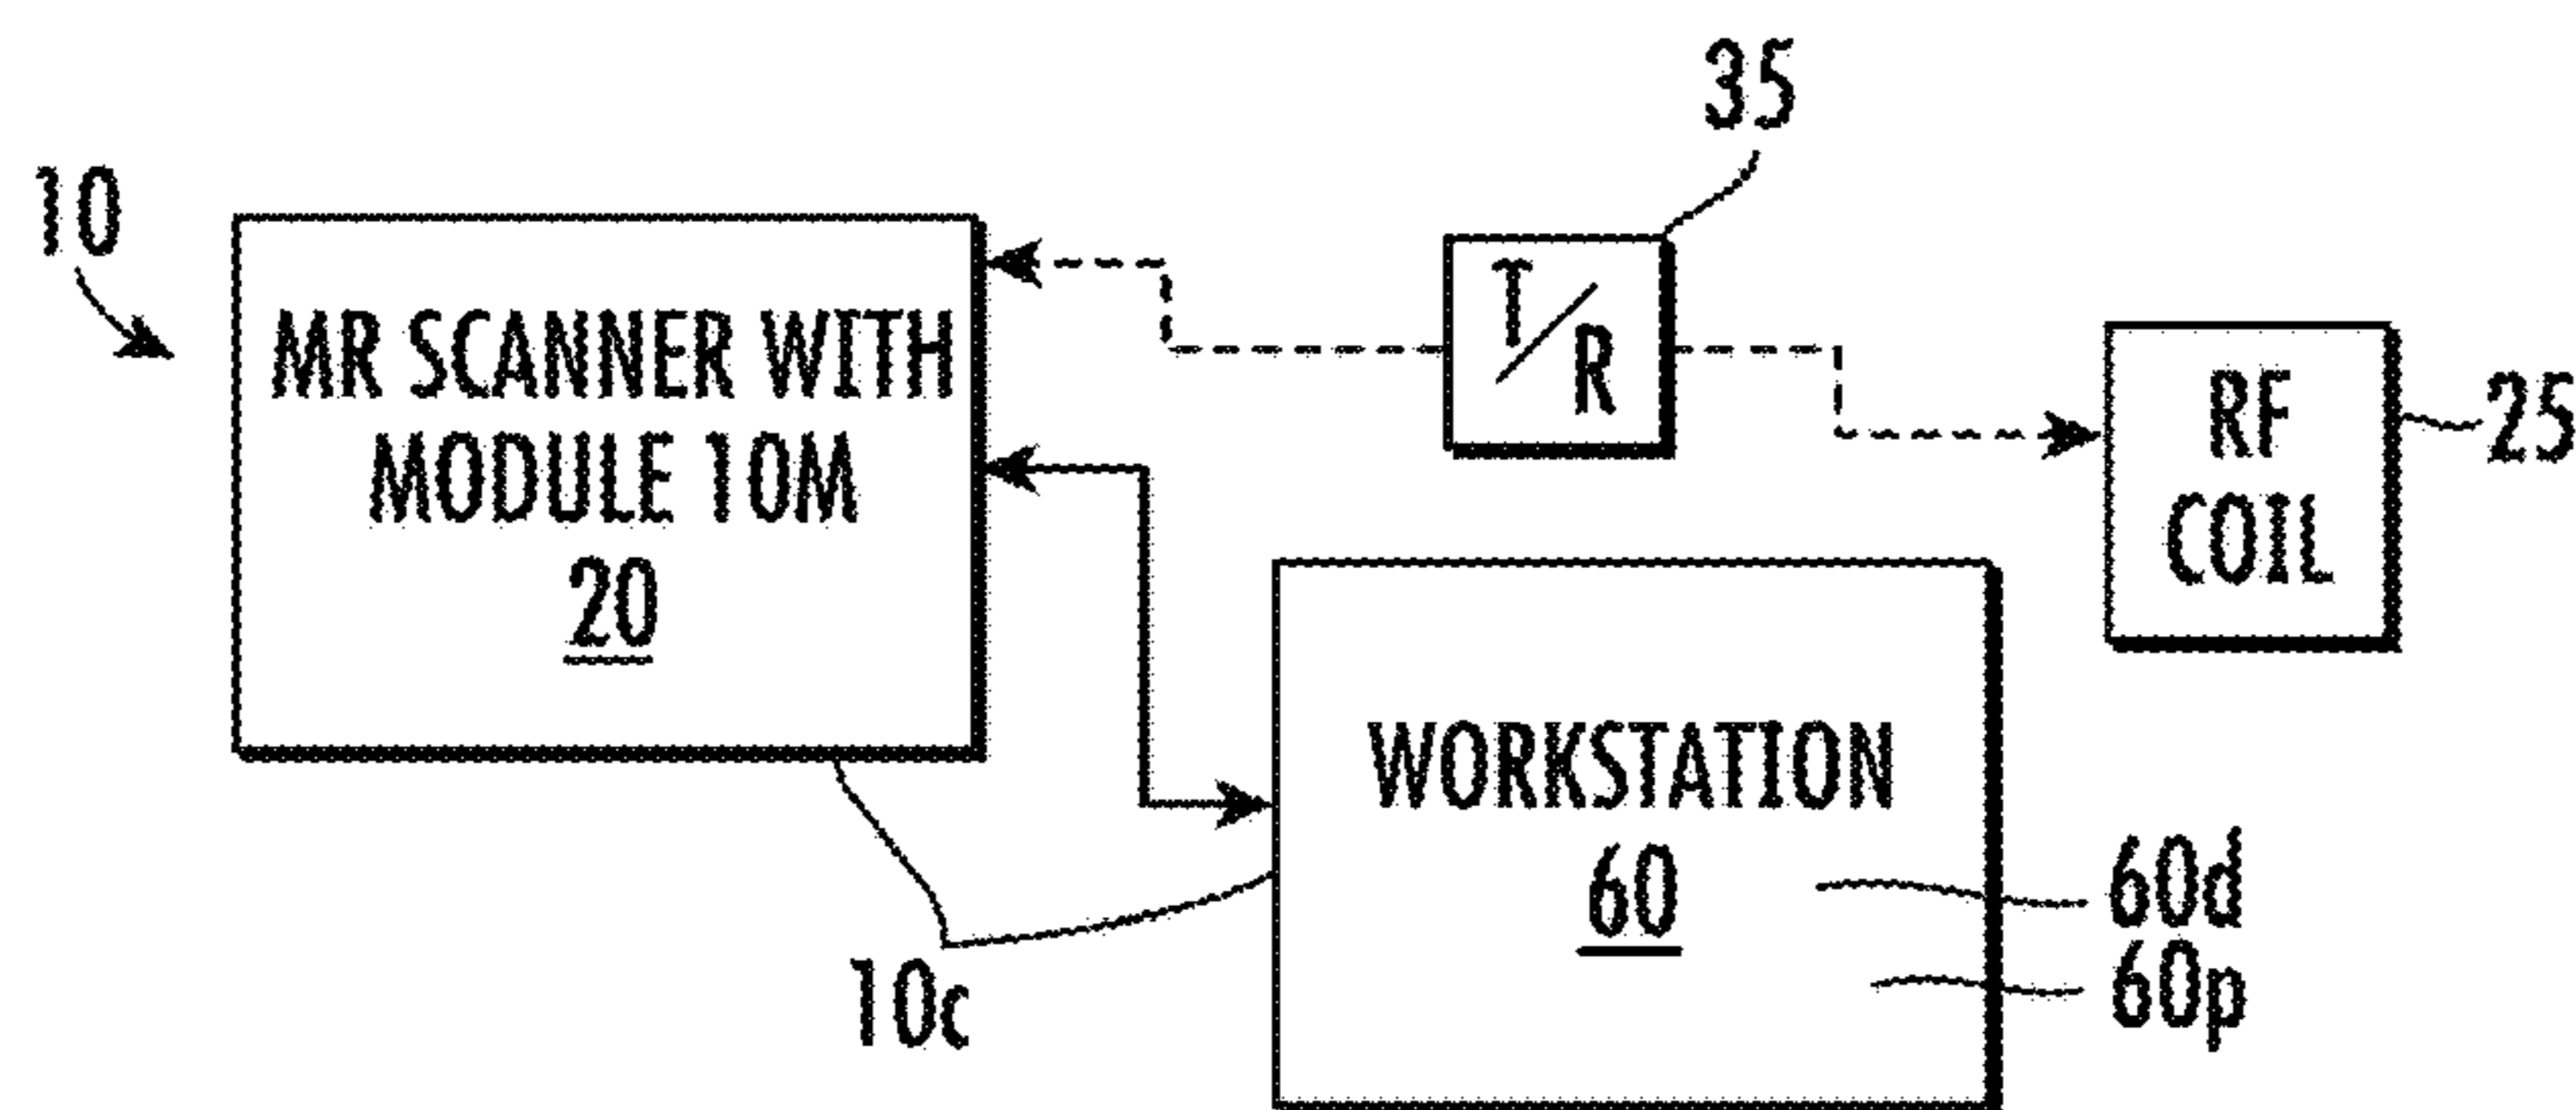 35
10
T/R
MR SCANNER WITH
MODULE 10M
20
RF
COIL
25
WORKSTATION
60
60d
60p
10c